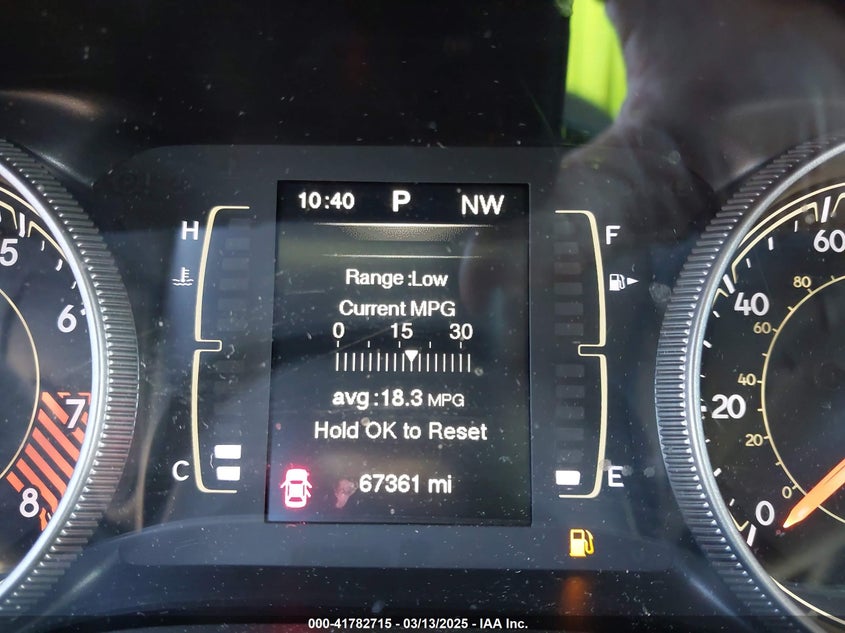 10:40 P NW
H
F
Range :Low
Current MPG
0 15 30
avg :18.3 MPG
Hold OK to Reset
C
E
67361 mi
5
6
7
8
60
40
20
0
80
60
40
20
0
000-41782715 -- 03/13/2025 -- IAA Inc.